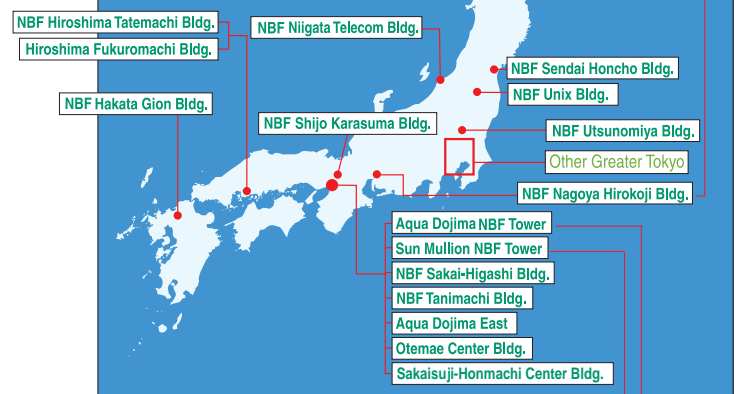 NBF Hiroshima Tatemachi Bldg.
Hiroshima Fukuromachi Bldg.
NBF Niigata Telecom Bldg.
NBF Hakata Gion Bldg.
NBF Shijo Karasuma Bldg.
NBF Sendai Honcho Bldg.
NBF Unix Bldg.
NBF Utsunomiya Bldg.
Other Greater Tokyo
NBF Nagoya Hirokoji Bldg.
Aqua Dojima NBF Tower
Sun Mullion NBF Tower
NBF Sakai-Higashi Bldg.
NBF Tanimachi Bldg.
Aqua Dojima East
Otemae Center Bldg.
Sakaisuji-Honmachi Center Bldg.